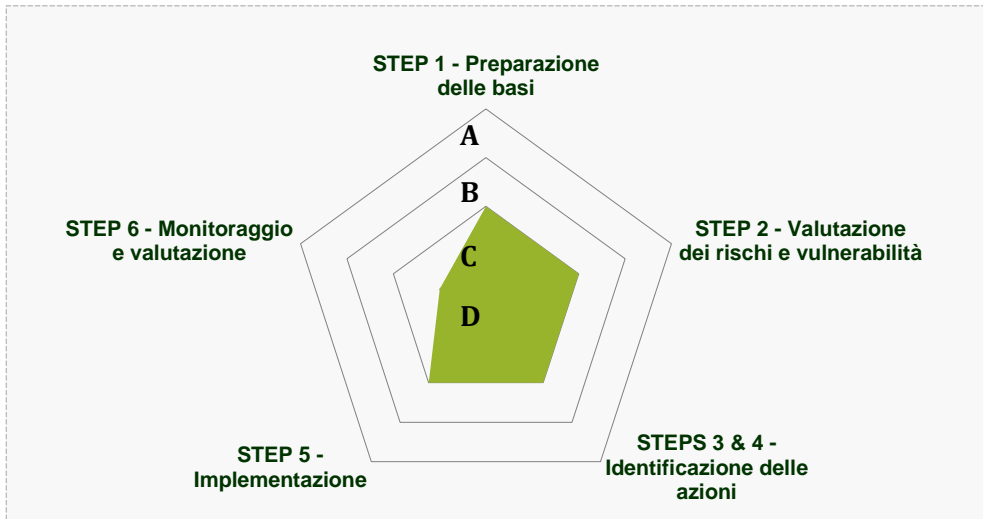 STEP 1 - Preparazione
delle basi
A
B
STEP 6 - Monitoraggio
e valutazione
STEP 2 - Valutazione
dei rischi e vulnerabilità
C
D
STEP 5 -
Implementazione
STEPS 3 & 4 -
Identificazione delle
azioni